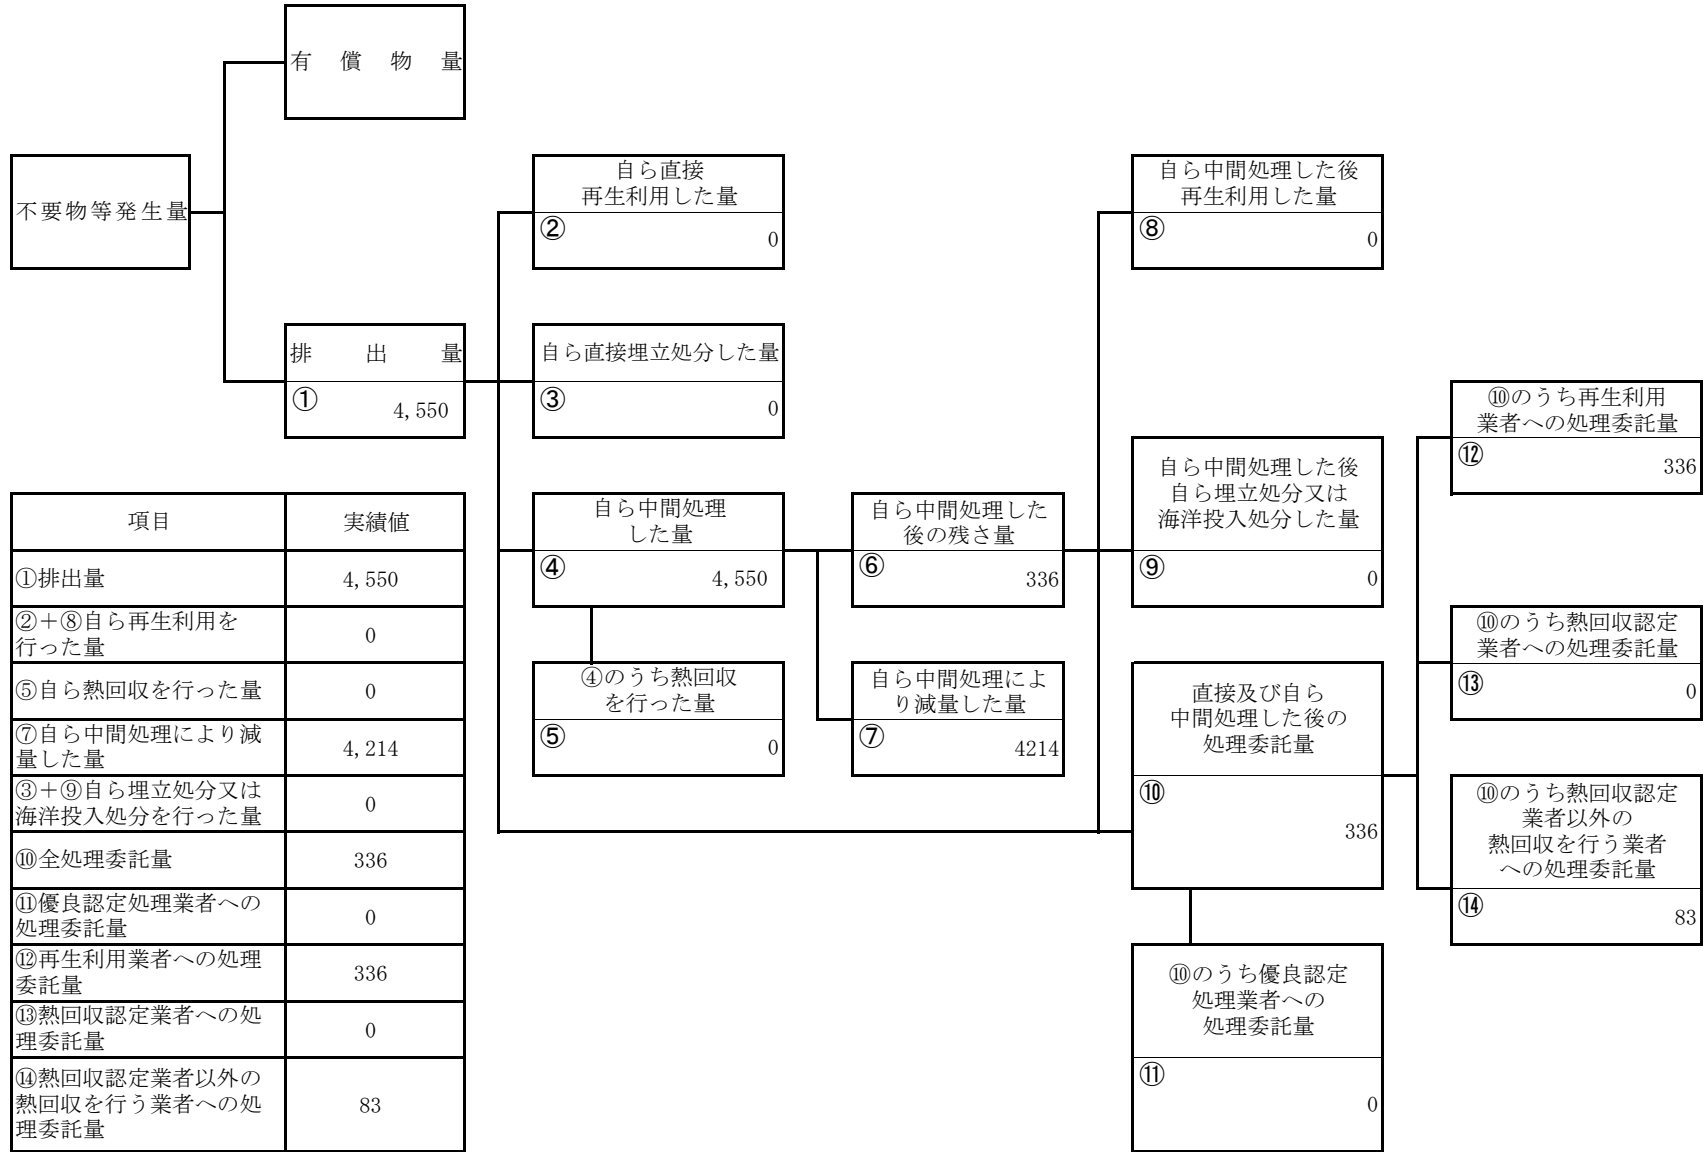 有償物量
不要物等発生量
排出量
① 4,550
自ら直接
再生利用した量
② 0
自ら直接埋立処分した量
③ 0
自ら中間処理
した量
④ 4,550
④のうち熱回収
を行った量
⑤ 0
自ら中間処理した
後の残さ量
⑥ 336
自ら中間処理によ
り減量した量
⑦ 4214
自ら中間処理した後
再生利用した量
⑧ 0
自ら中間処理した後
自ら埋立処分又は
海洋投入処分した量
⑨ 0
直接及び自ら
中間処理した後の
処理委託量
⑩
336
⑩のうち優良認定
処理業者への
処理委託量
⑪
0
⑩のうち再生利用
業者への処理委託量
⑫ 336
⑩のうち熱回収認定
業者への処理委託量
⑬ 0
⑩のうち熱回収認定
業者以外の
熱回収を行う業者
への処理委託量
⑭ 83
項目 実績値
①排出量 4,550
②＋⑧自ら再生利用を
行った量 0
⑤自ら熱回収を行った量 0
⑦自ら中間処理により減
量した量 4,214
③＋⑨自ら埋立処分又は
海洋投入処分を行った量 0
⑩全処理委託量 336
⑪優良認定処理業者への
処理委託量 0
⑫再生利用業者への処理
委託量 336
⑬熱回収認定業者への処
理委託量 0
⑭熱回収認定業者以外の
熱回収を行う業者への処
理委託量 83